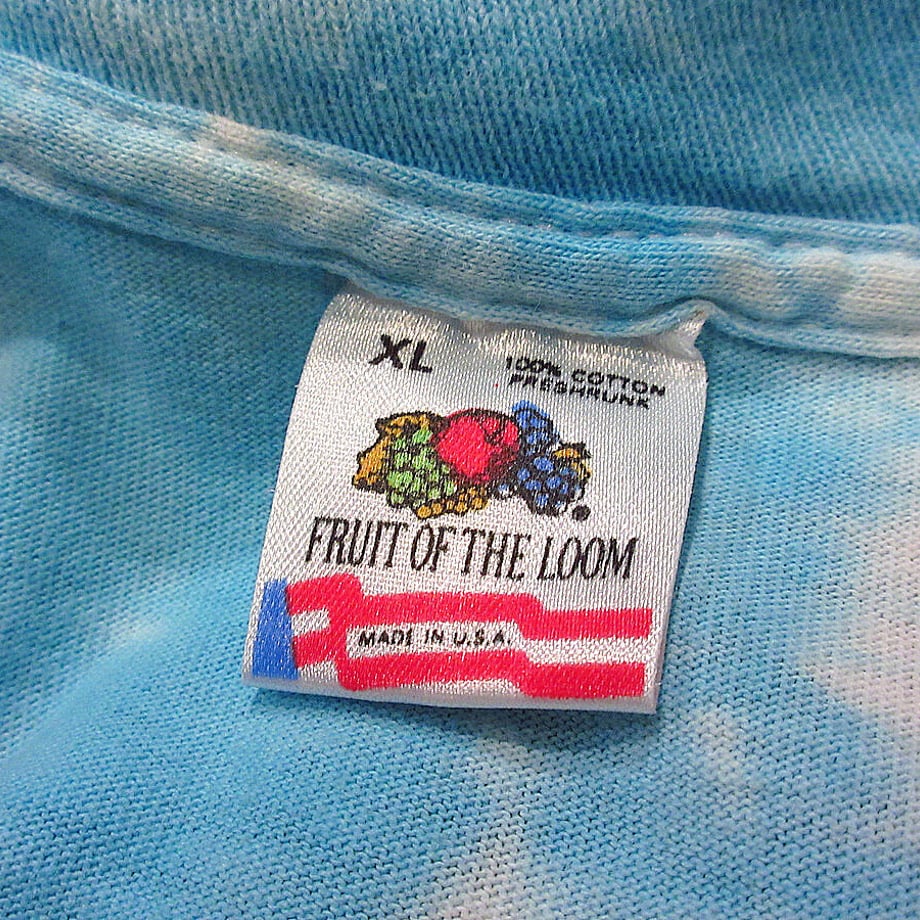 XL
100% COTTON
PRESHRUNK
FRUIT OF THE LOOM
MADE IN U.S.A.